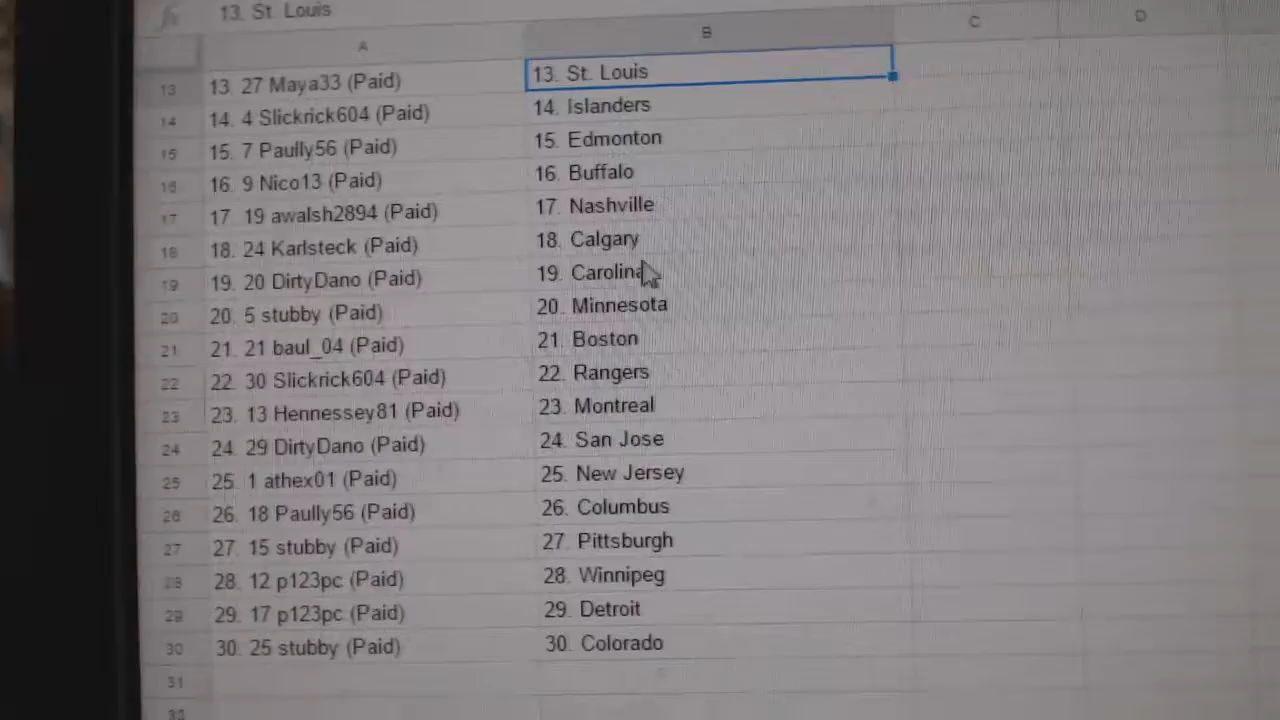 13. St. Louis
A B C D
13 13 27 Maya33 (Paid) 13. St. Louis
14 14. 4 Slickrick604 (Paid) 14. Islanders
15 15. 7 Paully56 (Paid) 15. Edmonton
16 16. 9 Nico13 (Paid) 16. Buffalo
17 17. 19 awalsh2894 (Paid) 17. Nashville
18 18. 24 Karlsteck (Paid) 18. Calgary
19 19. 20 DirtyDano (Paid) 19. Carolina
20 20. 5 stubby (Paid) 20. Minnesota
21 21. 21 baul_04 (Paid) 21. Boston
22 22. 30 Slickrick604 (Paid) 22. Rangers
23 23. 13 Hennessey81 (Paid) 23. Montreal
24 24. 29 DirtyDano (Paid) 24. San Jose
25 25. 1 athex01 (Paid) 25. New Jersey
26 26. 18 Paully56 (Paid) 26. Columbus
27 27. 15 stubby (Paid) 27. Pittsburgh
28 28. 12 p123pc (Paid) 28. Winnipeg
29 29. 17 p123pc (Paid) 29. Detroit
30 30. 25 stubby (Paid) 30. Colorado
31
32